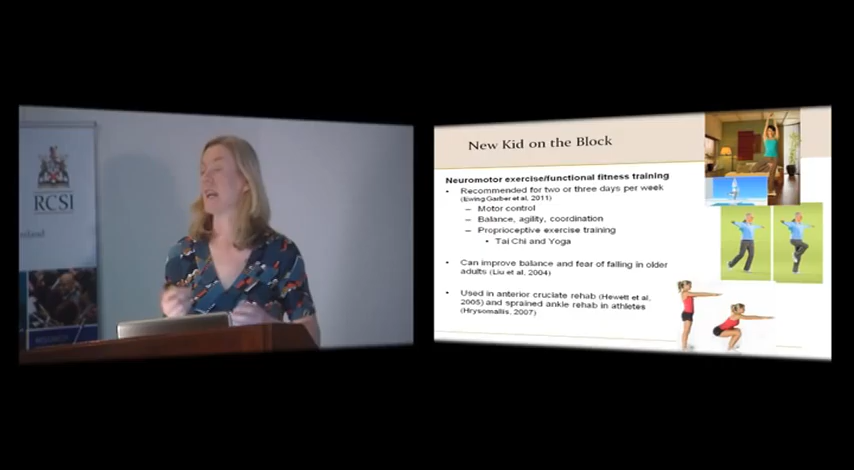 RCSI
New Kid on the Block
Neuromotor exercise/functional fitness training
• Recommended for two or three days per week
(Ewing Garber et al, 2011)
– Motor control
– Balance, agility, coordination
– Proprioceptive exercise training
• Tai Chi and Yoga
• Can improve balance and fear of falling in older
adults (Liu et al, 2004)
• Used in anterior cruciate rehab (Hewett et al,
2005) and sprained ankle rehab in athletes
(Hrysomallis, 2007)